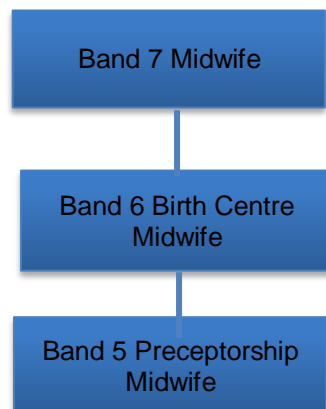 Band 7 Midwife
Band 6 Birth Centre
Midwife
Band 5 Preceptorship
Midwife